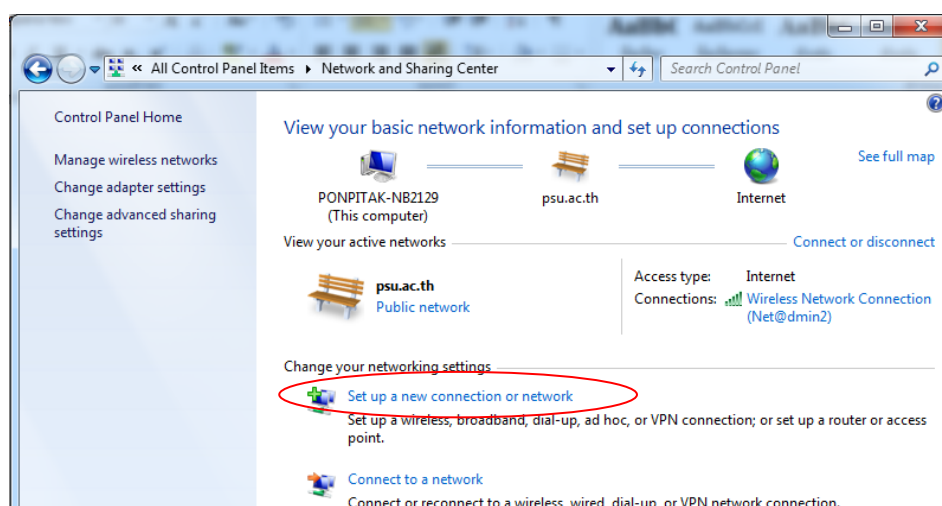 « All Control Panel Items ▸ Network and Sharing Center
Search Control Panel
Control Panel Home
Manage wireless networks
Change adapter settings
Change advanced sharing
settings
View your basic network information and set up connections
See full map
PONPITAK-NB2129
(This computer)
psu.ac.th
Internet
View your active networks
Connect or disconnect
psu.ac.th
Public network
Access type: Internet
Connections: Wireless Network Connection
(Net@dmin2)
Change your networking settings
Set up a new connection or network
Set up a wireless, broadband, dial-up, ad hoc, or VPN connection; or set up a router or access
point.
Connect to a network
Connect or reconnect to a wireless, wired, dial-up, or VPN network connection.